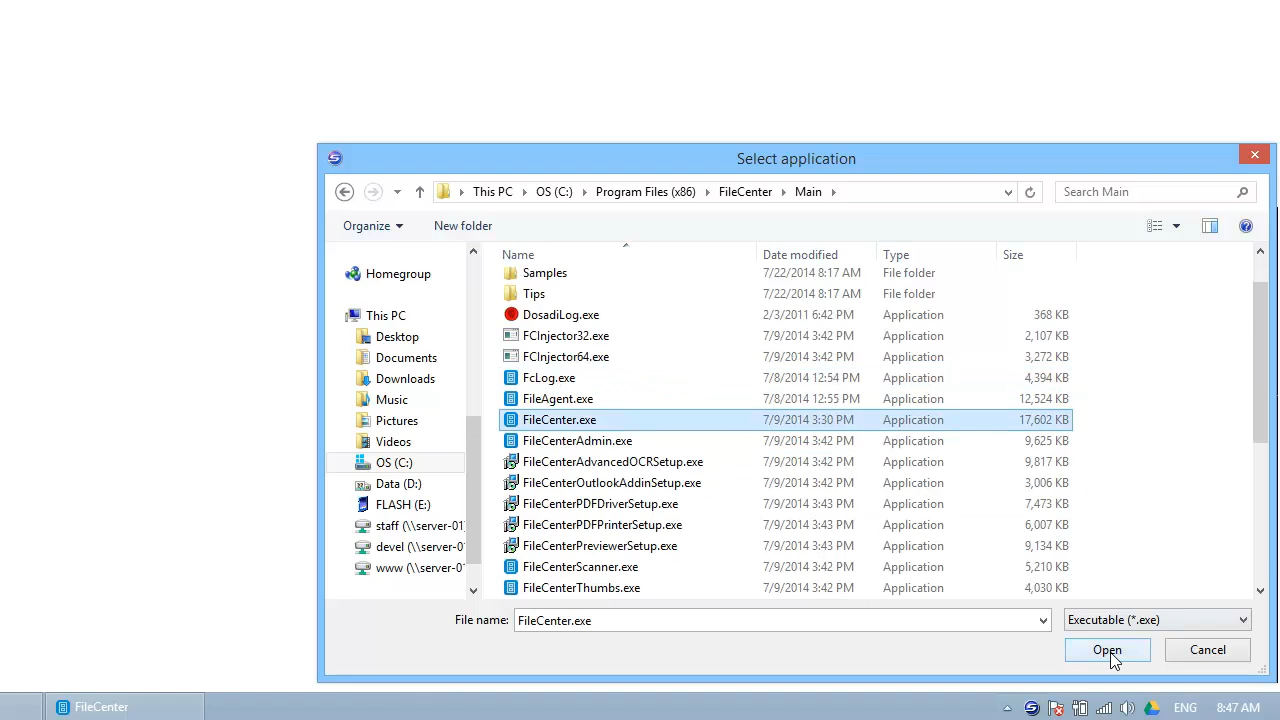 Select application
This PC OS (C:) Program Files (x86) FileCenter Main
Search Main
Organize New folder
Name Date modified Type Size
Homegroup
This PC
Desktop
Documents
Downloads
Music
Pictures
Videos
OS (C:)
Data (D:)
FLASH (E:)
staff (\\server-01)
devel (\\server-0
www (\\server-0
Samples 7/22/2014 8:17 AM File folder
Tips 7/22/2014 8:17 AM File folder
DosadiLog.exe 2/3/2011 6:42 PM Application 368 KB
FCInjector32.exe 7/9/2014 3:42 PM Application 2,107 KB
FCInjector64.exe 7/9/2014 3:42 PM Application 3,272 KB
FcLog.exe 7/8/2014 12:54 PM Application 4,394 KB
FileAgent.exe 7/8/2014 12:55 PM Application 12,524 KB
FileCenter.exe 7/9/2014 3:30 PM Application 17,602 KB
FileCenterAdmin.exe 7/9/2014 3:42 PM Application 9,625 KB
FileCenterAdvancedOCRSetup.exe 7/9/2014 3:42 PM Application 9,817 KB
FileCenterOutlookAddinSetup.exe 7/9/2014 3:42 PM Application 3,006 KB
FileCenterPDFDriverSetup.exe 7/9/2014 3:43 PM Application 7,473 KB
FileCenterPDFPrinterSetup.exe 7/9/2014 3:43 PM Application 6,007 KB
FileCenterPreviewerSetup.exe 7/9/2014 3:43 PM Application 9,134 KB
FileCenterScanner.exe 7/9/2014 3:42 PM Application 5,210 KB
FileCenterThumbs.exe 7/9/2014 3:42 PM Application 4,030 KB
File name: FileCenter.exe Executable (*.exe)
Open Cancel
FileCenter ENG 8:47 AM